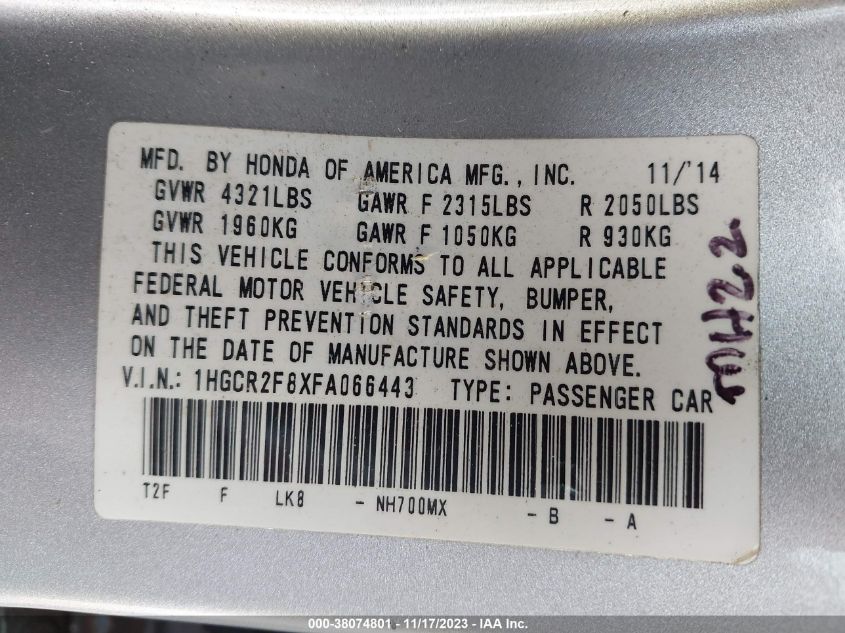 MFD. BY HONDA OF AMERICA MFG., INC. 11/'14
GVWR 4321LBS GAWR F 2315LBS R 2050LBS
GVWR 1960KG GAWR F 1050KG R 930KG
THIS VEHICLE CONFORMS TO ALL APPLICABLE
FEDERAL MOTOR VEHICLE SAFETY, BUMPER,
AND THEFT PREVENTION STANDARDS IN EFFECT
ON THE DATE OF MANUFACTURE SHOWN ABOVE.
V.I.N.: 1HGCR2F8XFA066443 TYPE: PASSENGER CAR
T2F F LK8 - NH700MX - B - A
MH22
000-38074801 - 11/17/2023 - IAA Inc.